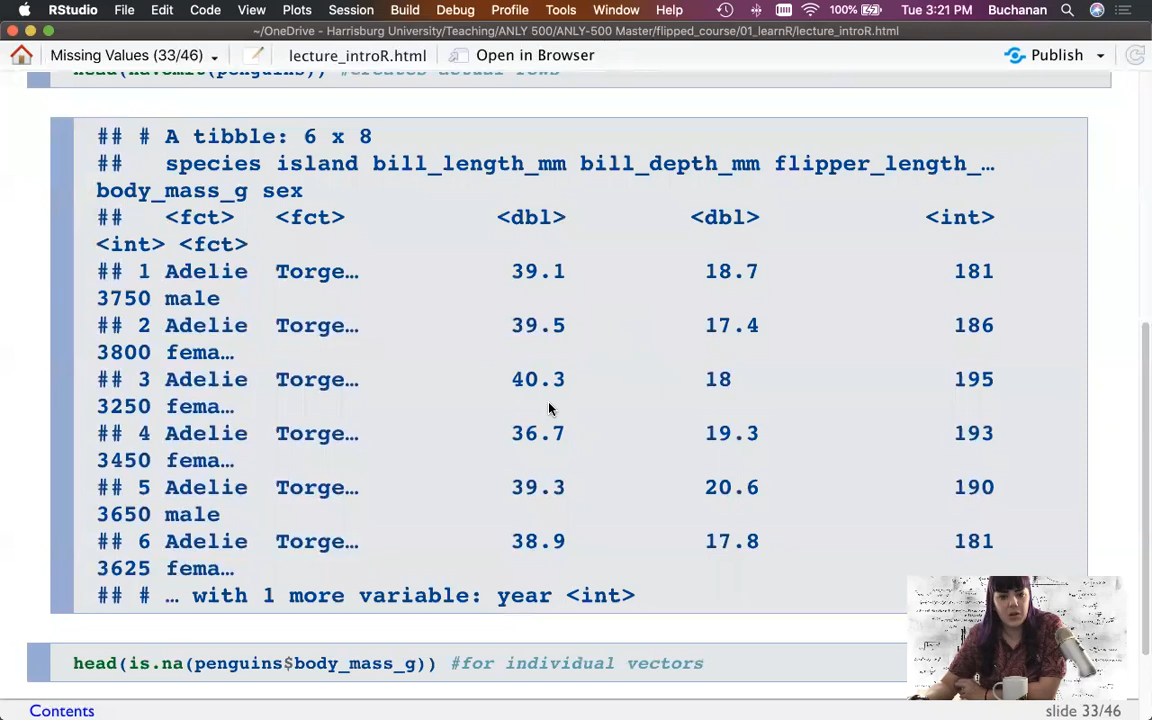 RStudio File Edit Code View Plots Session Build Debug Profile Tools Window Help 100% Tue 3:21 PM Buchanan
~/OneDrive - Harrisburg University/Teaching/ANLY 500/ANLY-500 Master/flipped_course/01_learnR/lecture_introR.html
Missing Values (33/46) lecture_introR.html Open in Browser Publish
head(na.omit(penguins)) #creates actual rows
## # A tibble: 6 x 8
## species island bill_length_mm bill_depth_mm flipper_length_…
body_mass_g sex
## <fct> <fct> <dbl> <dbl> <int>
<int> <fct>
## 1 Adelie Torge… 39.1 18.7 181
3750 male
## 2 Adelie Torge… 39.5 17.4 186
3800 fema…
## 3 Adelie Torge… 40.3 18 195
3250 fema…
## 4 Adelie Torge… 36.7 19.3 193
3450 fema…
## 5 Adelie Torge… 39.3 20.6 190
3650 male
## 6 Adelie Torge… 38.9 17.8 181
3625 fema…
## # … with 1 more variable: year <int>
head(is.na(penguins$body_mass_g)) #for individual vectors
Contents slide 33/46